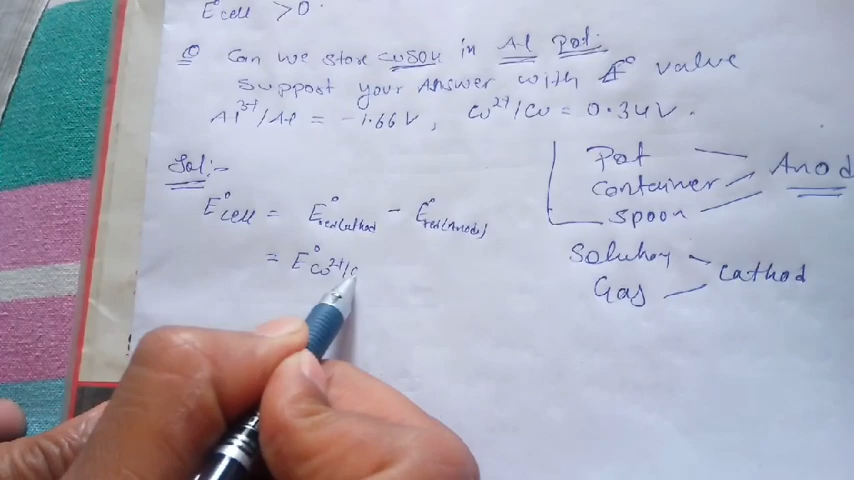 E°cell > 0.
Q Can we store CuSO4 in Al Pot.
Support your Answer with E° value
Al3+/Al = -1.66 V, Cu2+/Cu = 0.34 V.
Sol:-
E°cell = E°red(Cathod - E°red(Anode)
= E°Cu2+/C
Pot
Container
Spoon
Anod
Solution
Gas
Cathod